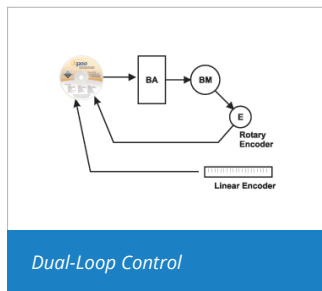 BA
BM
E
Rotary
Encoder
Linear Encoder
Dual-Loop Control